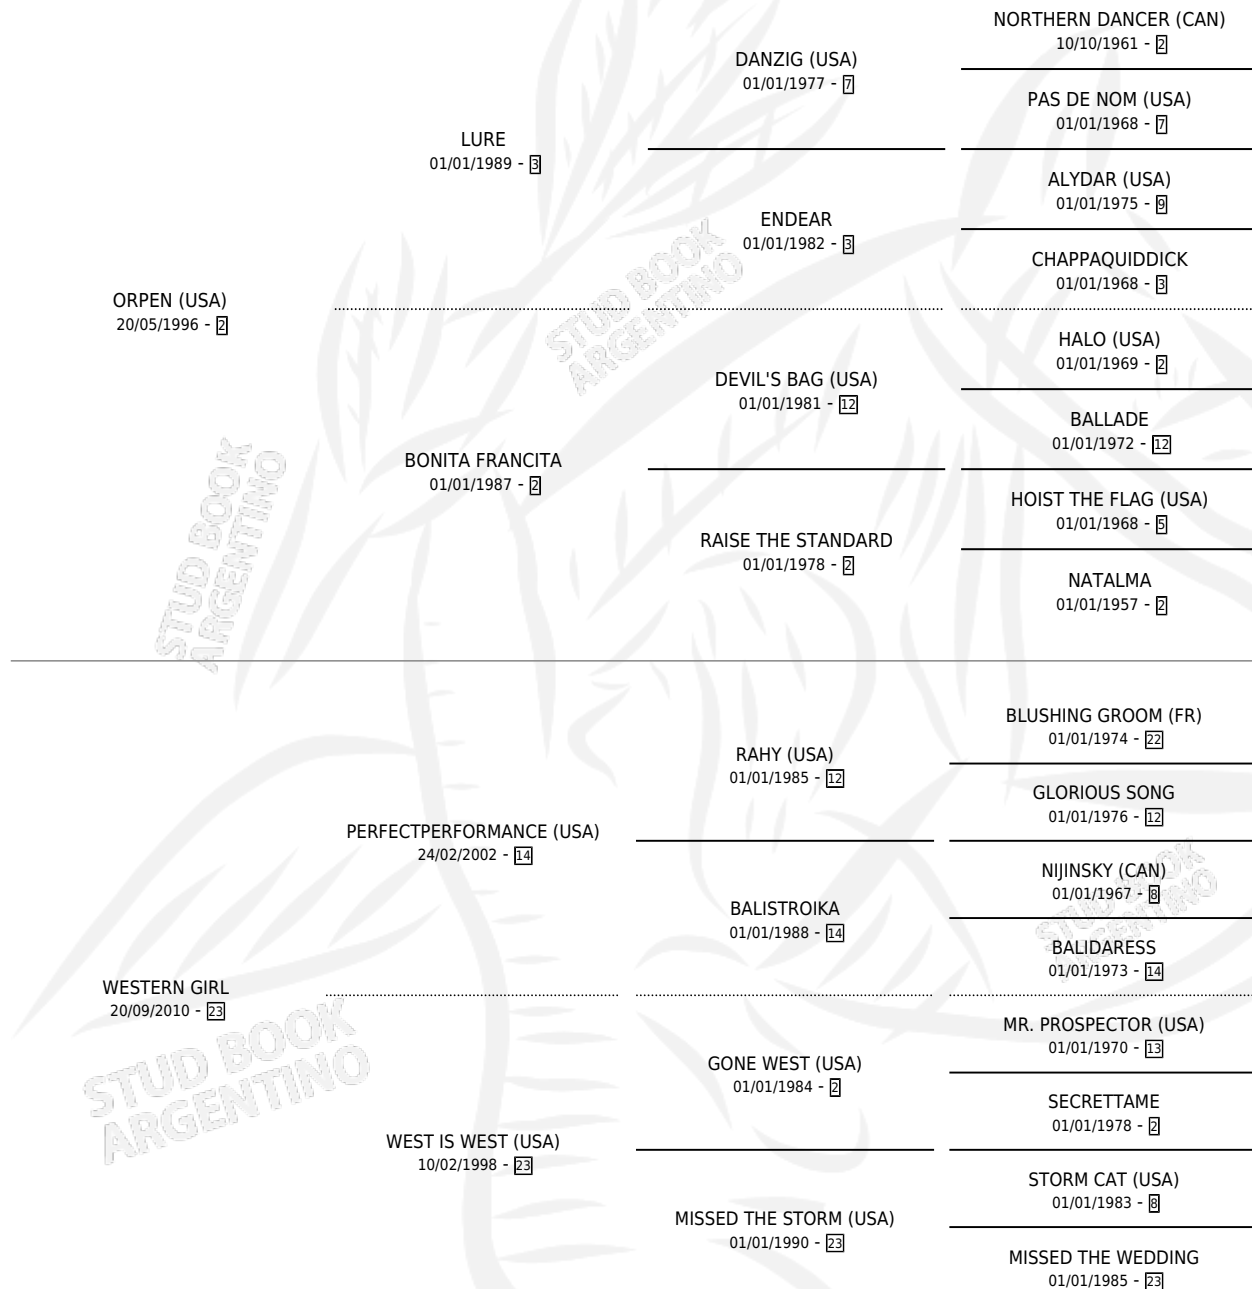 NORTHERN DANCER (CAN)
10/10/1961 - 2
DANZIG (USA)
01/01/1977 - 7
PAS DE NOM (USA)
01/01/1968 - 7
LURE
01/01/1989 - 3
ALYDAR (USA)
01/01/1975 - 9
ENDEAR
01/01/1982 - 3
CHAPPAQUIDDICK
01/01/1968 - 3
ORPEN (USA)
20/05/1996 - 2
HALO (USA)
01/01/1969 - 2
DEVIL'S BAG (USA)
01/01/1981 - 12
BALLADE
01/01/1972 - 12
BONITA FRANCITA
01/01/1987 - 2
HOIST THE FLAG (USA)
01/01/1968 - 5
RAISE THE STANDARD
01/01/1978 - 2
NATALMA
01/01/1957 - 2
BLUSHING GROOM (FR)
01/01/1974 - 22
RAHY (USA)
01/01/1985 - 12
GLORIOUS SONG
01/01/1976 - 12
PERFECTPERFORMANCE (USA)
24/02/2002 - 14
NIJINSKY (CAN)
01/01/1967 - 8
BALISTROIKA
01/01/1988 - 14
BALIDARESS
01/01/1973 - 14
WESTERN GIRL
20/09/2010 - 23
MR. PROSPECTOR (USA)
01/01/1970 - 13
GONE WEST (USA)
01/01/1984 - 2
SECRETTAME
01/01/1978 - 2
WEST IS WEST (USA)
10/02/1998 - 23
STORM CAT (USA)
01/01/1983 - 8
MISSED THE STORM (USA)
01/01/1990 - 23
MISSED THE WEDDING
01/01/1985 - 23
STUD BOOK
ARGENTINO
STUD BOOK
ARGENTINO
STUD BOOK
ARGENTINO
STUD BOOK
ARGENTINO